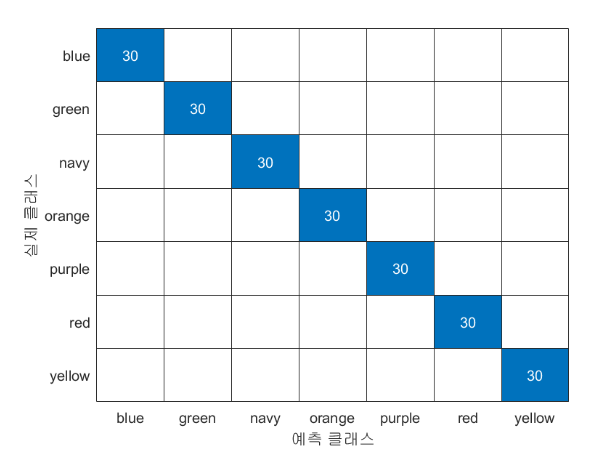 blue 30
green 30
navy 30
orange 30
purple 30
red 30
yellow 30
실제 클래스
blue green navy orange purple red yellow
예측 클래스